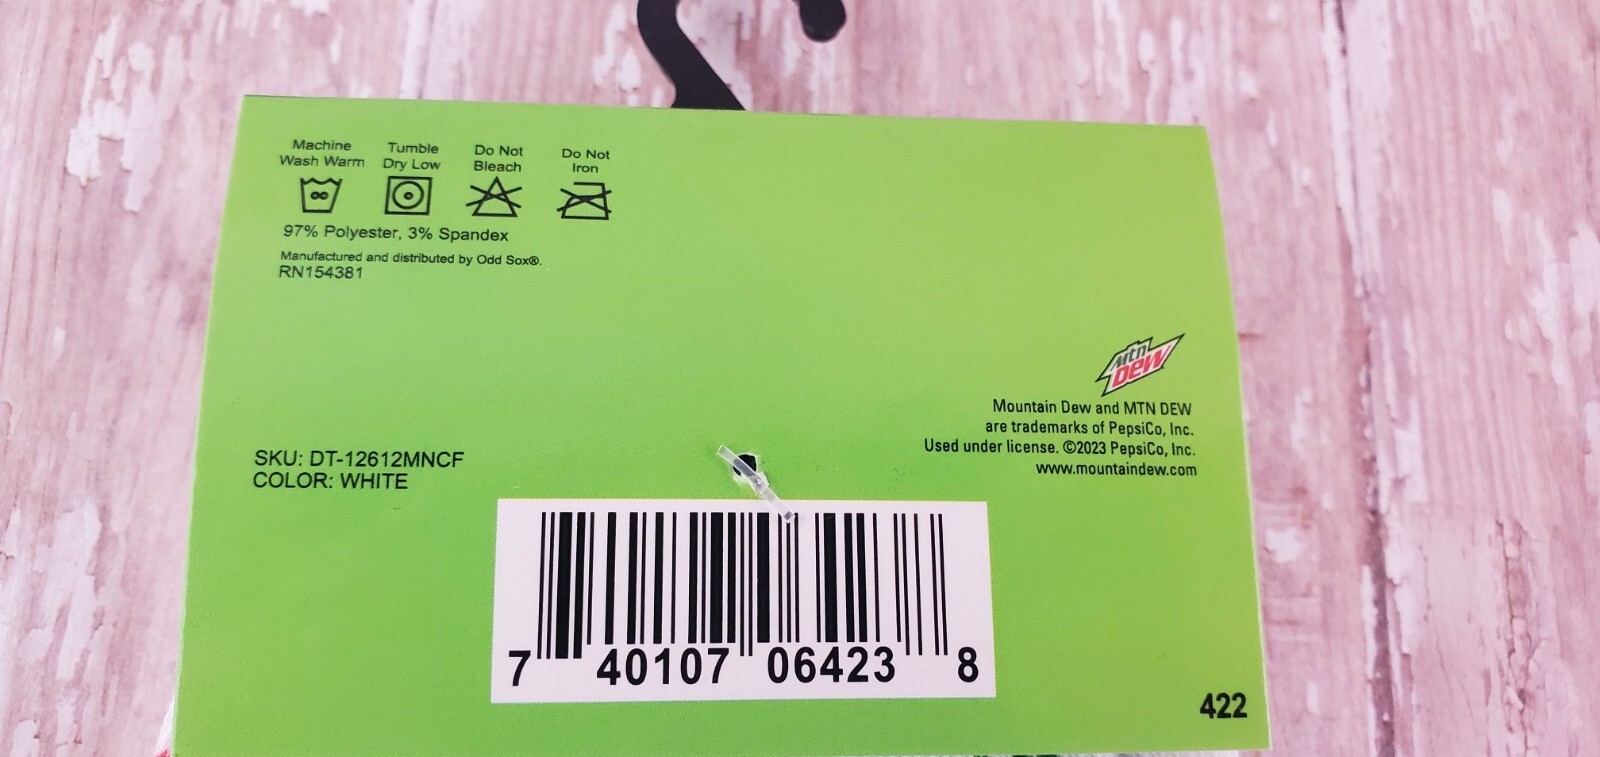 Machine
Wash Warm
Tumble
Dry Low
Do Not
Bleach
Do Not
Iron
97% Polyester, 3% Spandex
Manufactured and distributed by Odd Sox®.
RN154381
Mtn
DEW
Mountain Dew and MTN DEW
are trademarks of PepsiCo, Inc.
Used under license. ©2023 PepsiCo, Inc.
www.mountaindew.com
SKU: DT-12612MNCF
COLOR: WHITE
7 40107 06423 8
422